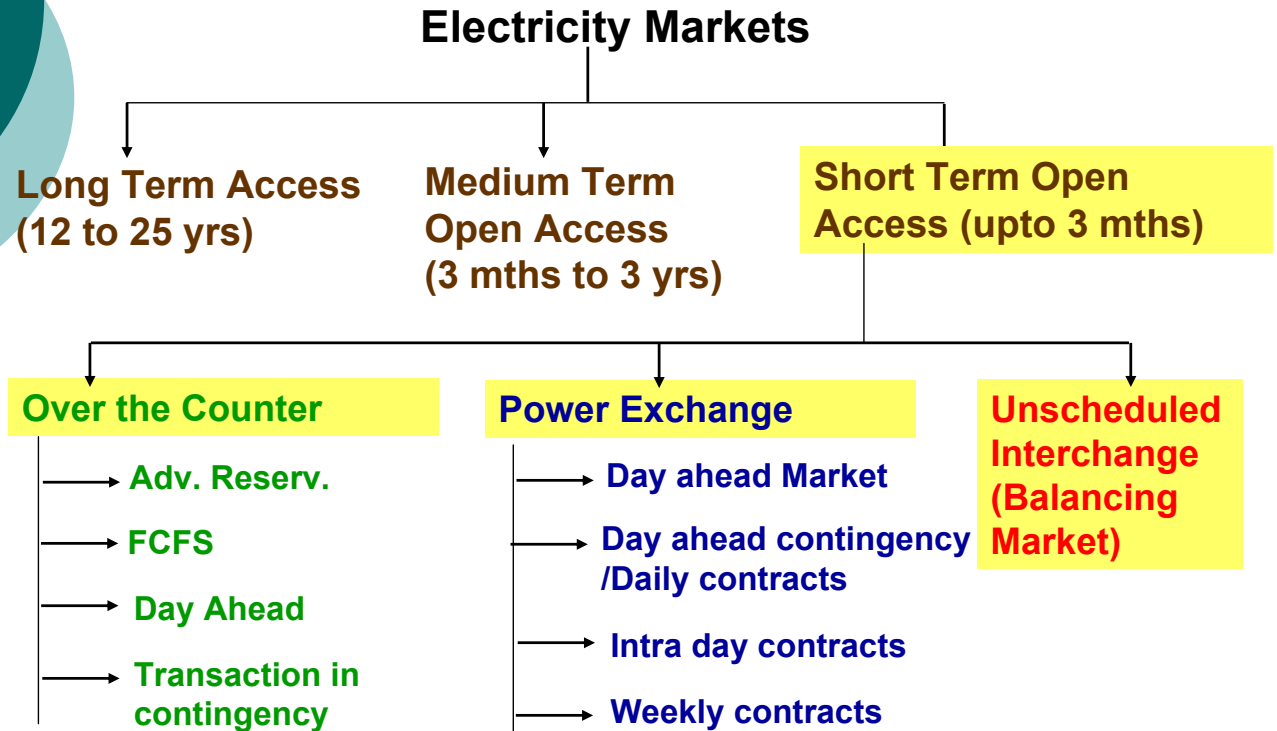 Electricity Markets
Long Term Access
(12 to 25 yrs)
Medium Term
Open Access
(3 mths to 3 yrs)
Short Term Open
Access (upto 3 mths)
Over the Counter
Adv. Reserv.
FCFS
Day Ahead
Transaction in
contingency
Power Exchange
Day ahead Market
Day ahead contingency
/Daily contracts
Intra day contracts
Weekly contracts
Unscheduled
Interchange
(Balancing
Market)